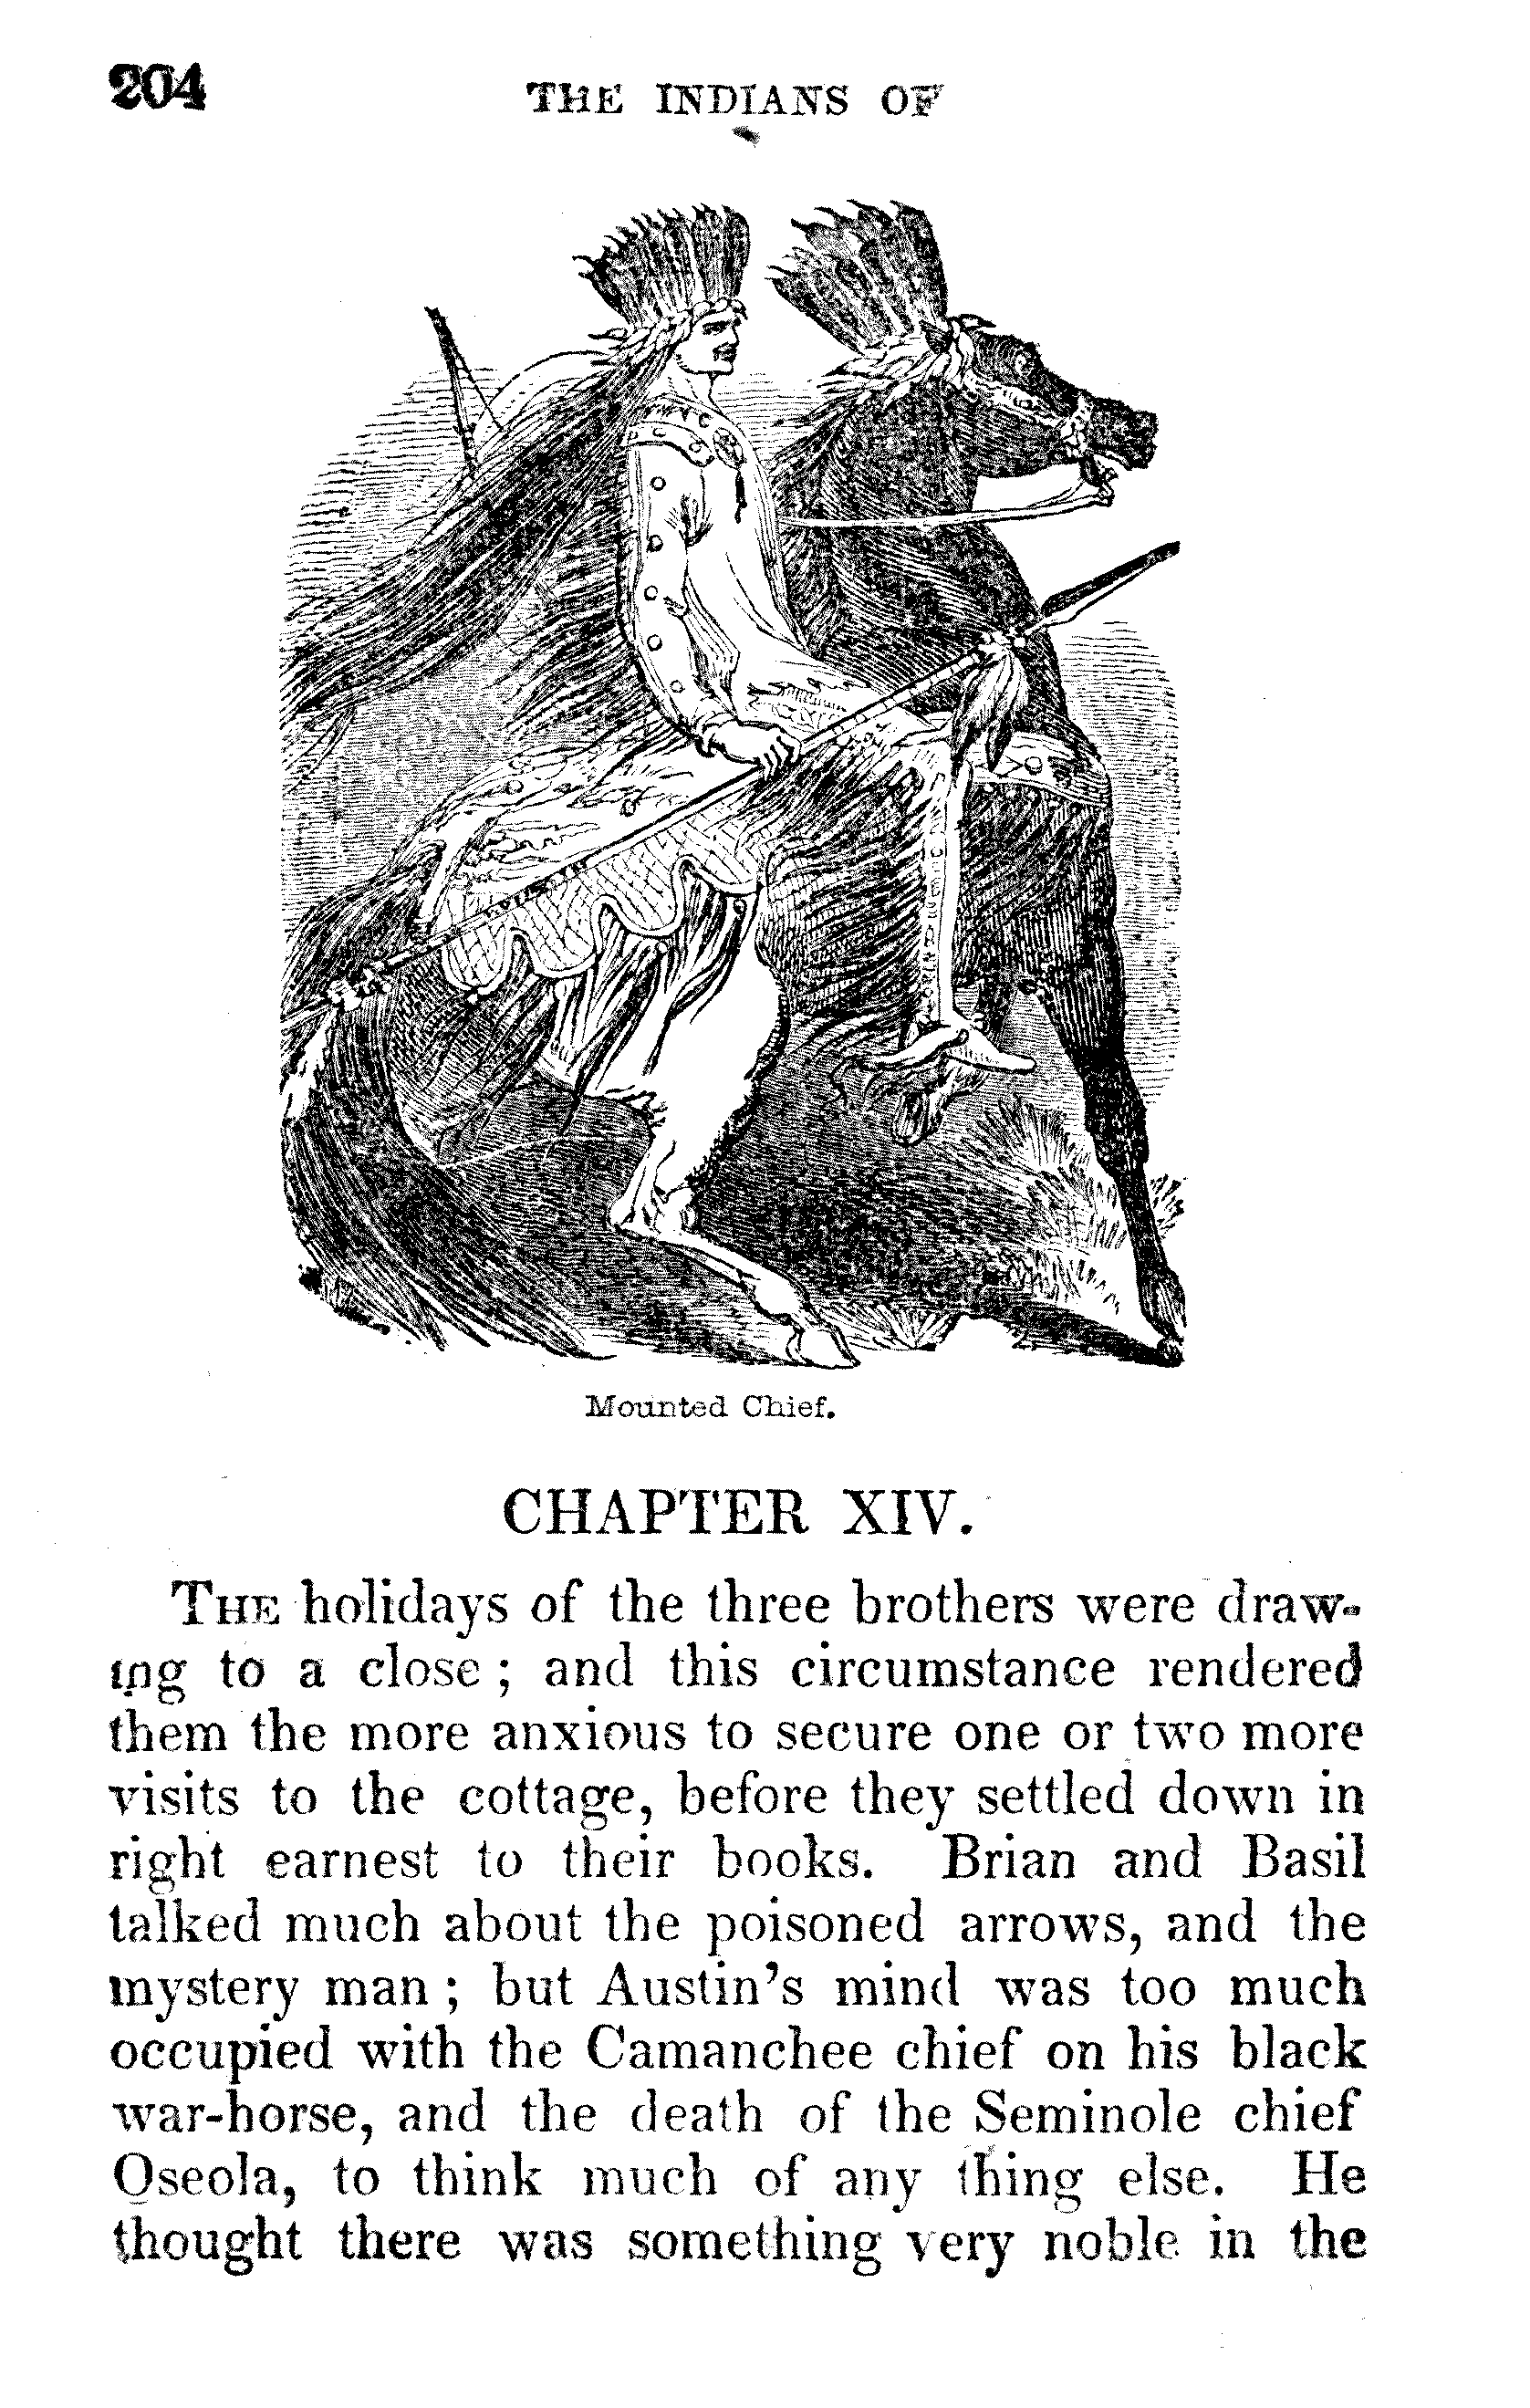 204
THE INDIANS OF
Mounted Chief.
CHAPTER XIV.
THE holidays of the three brothers were draw-
ing to a close ; and this circumstance rendered
them the more anxious to secure one or two more
visits to the cottage, before they settled down in
right earnest to their books. Brian and Basil
talked much about the poisoned arrows, and the
mystery man ; but Austin's mind was too much
occupied with the Camanchee chief on his black
war-horse, and the death of the Seminole chief
Oseola, to think much of any thing else. He
thought there was something very noble in the